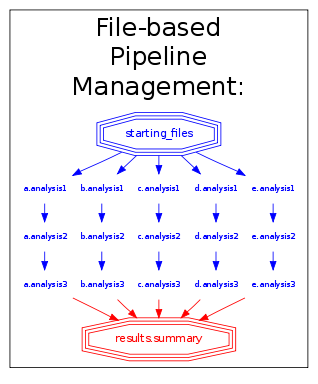 File-based
Pipeline
Management:
starting_files
a.analysis1 b.analysis1 c.analysis1 d.analysis1 e.analysis1
a.analysis2 b.analysis2 c.analysis2 d.analysis2 e.analysis2
a.analysis3 b.analysis3 c.analysis3 d.analysis3 e.analysis3
results.summary